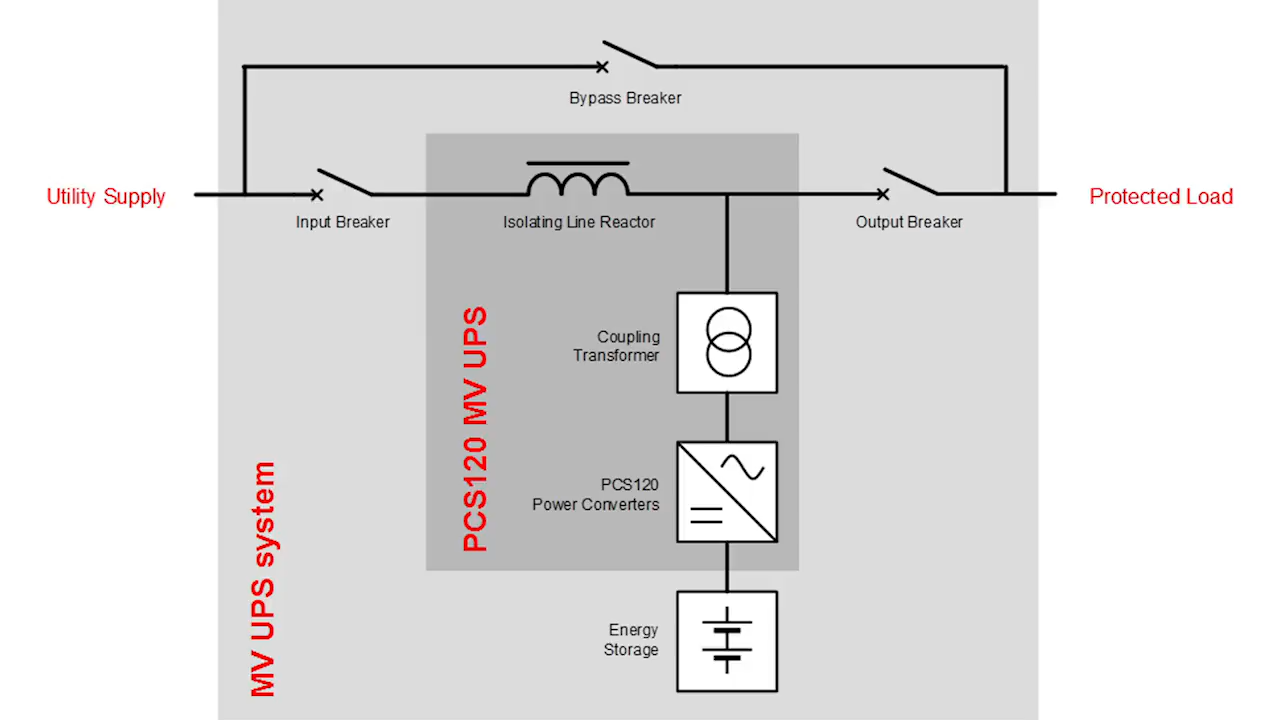 Bypass Breaker
Utility Supply
Input Breaker
Isolating Line Reactor
Output Breaker
Protected Load
Coupling
Transformer
PCS120 MV UPS
PCS120
Power Converters
MV UPS system
Energy
Storage